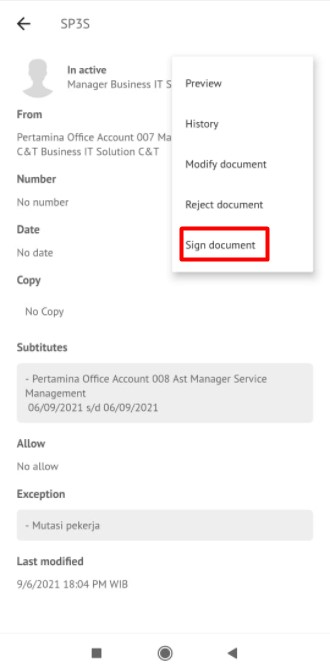 SP3S
In active
Manager Business IT S
Preview
History
Modify document
Reject document
Sign document
From
Pertamina Office Account 007 Ma
C&T Business IT Solution C&T
Number
No number
Date
No date
Copy
No Copy
Subtitutes
- Pertamina Office Account 008 Ast Manager Service
Management
06/09/2021 s/d 06/09/2021
Allow
No allow
Exception
- Mutasi pekerja
Last modified
9/6/2021 18:04 PM WIB